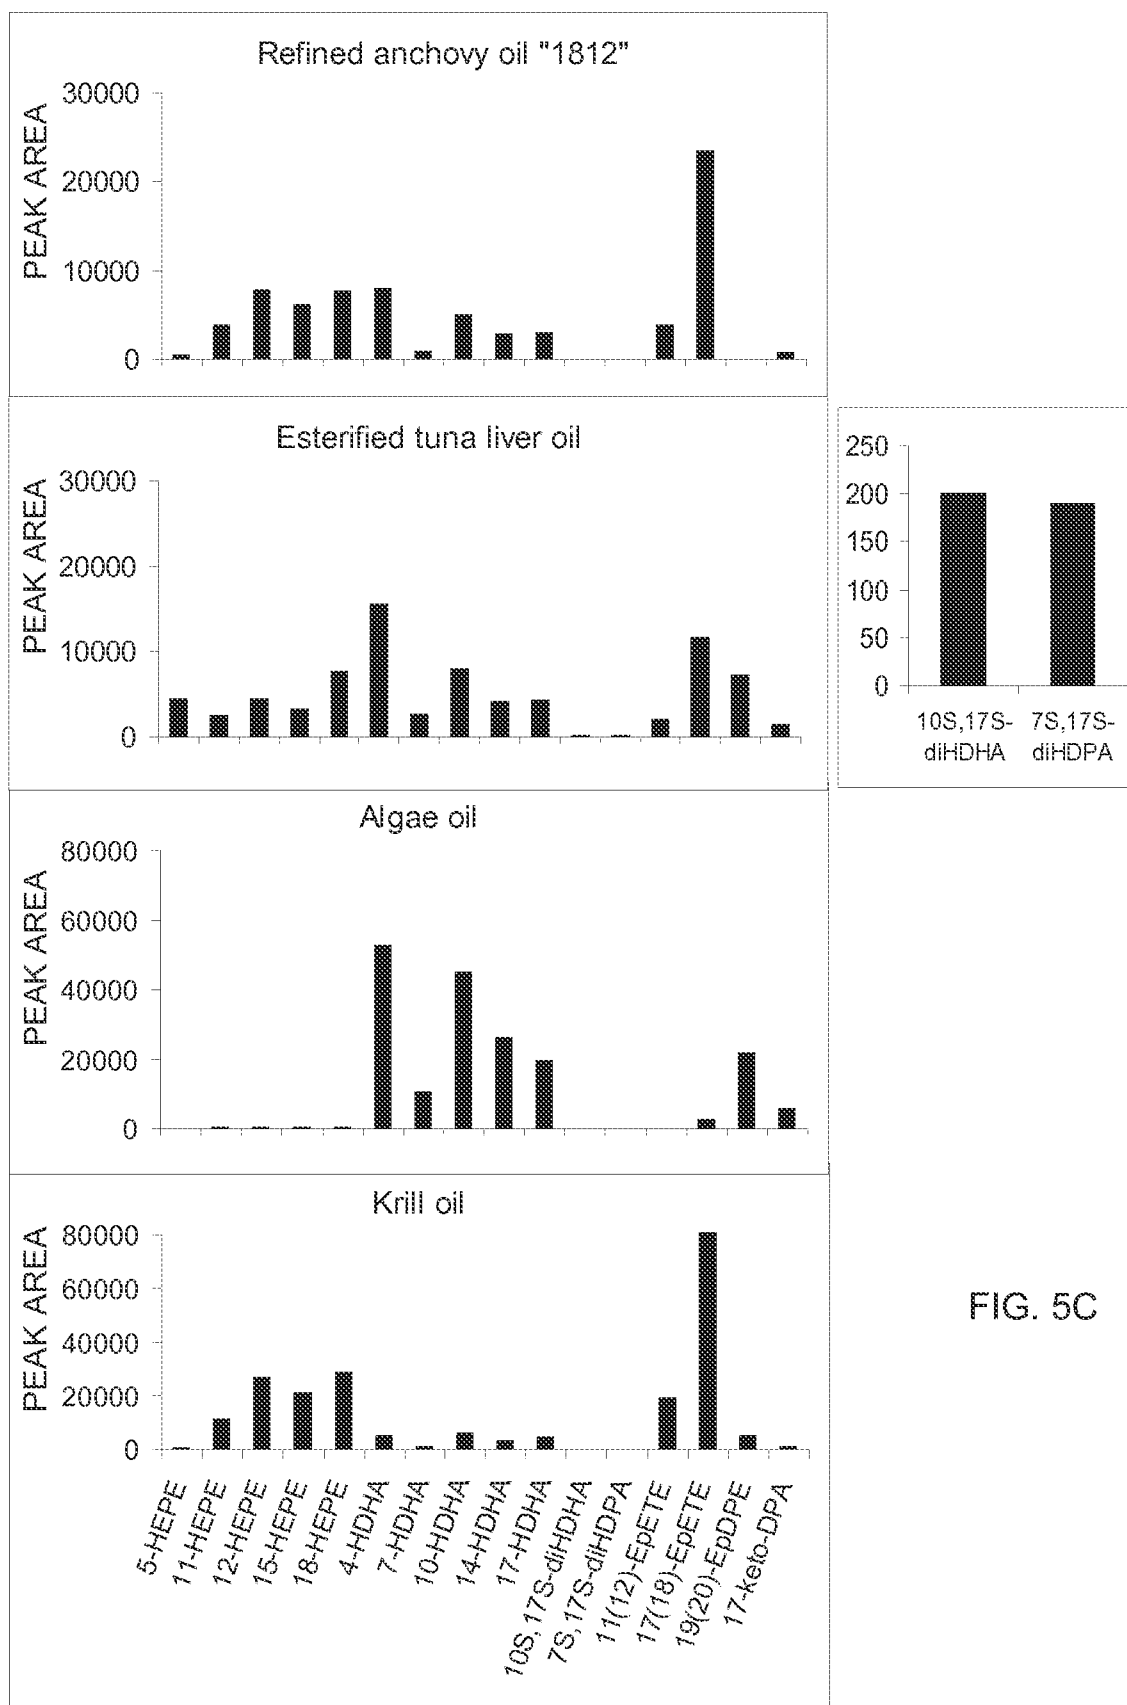 Refined anchovy oil "1812"
PEAK AREA
30000
20000
10000
0
Esterified tuna liver oil
PEAK AREA
30000
20000
10000
0
250
200
150
100
50
0
10S,17S-
diHDHA
7S,17S-
diHDPA
Algae oil
PEAK AREA
80000
60000
40000
20000
0
Krill oil
PEAK AREA
80000
60000
40000
20000
0
5-HEPE
11-HEPE
12-HEPE
15-HEPE
18-HEPE
4-HDHA
7-HDHA
10-HDHA
14-HDHA
17-HDHA
10S,17S-diHDHA
7S,17S-diHDPA
11(12)-EpETE
17(18)-EpETE
19(20)-EpDPE
17-keto-DPA
FIG. 5C